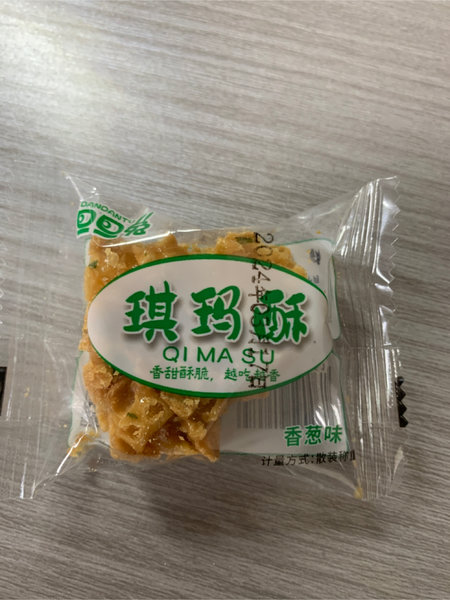 琪玛酥
QI MA SU
香甜酥脆，越吃越香
香葱味
计量方式:散装称